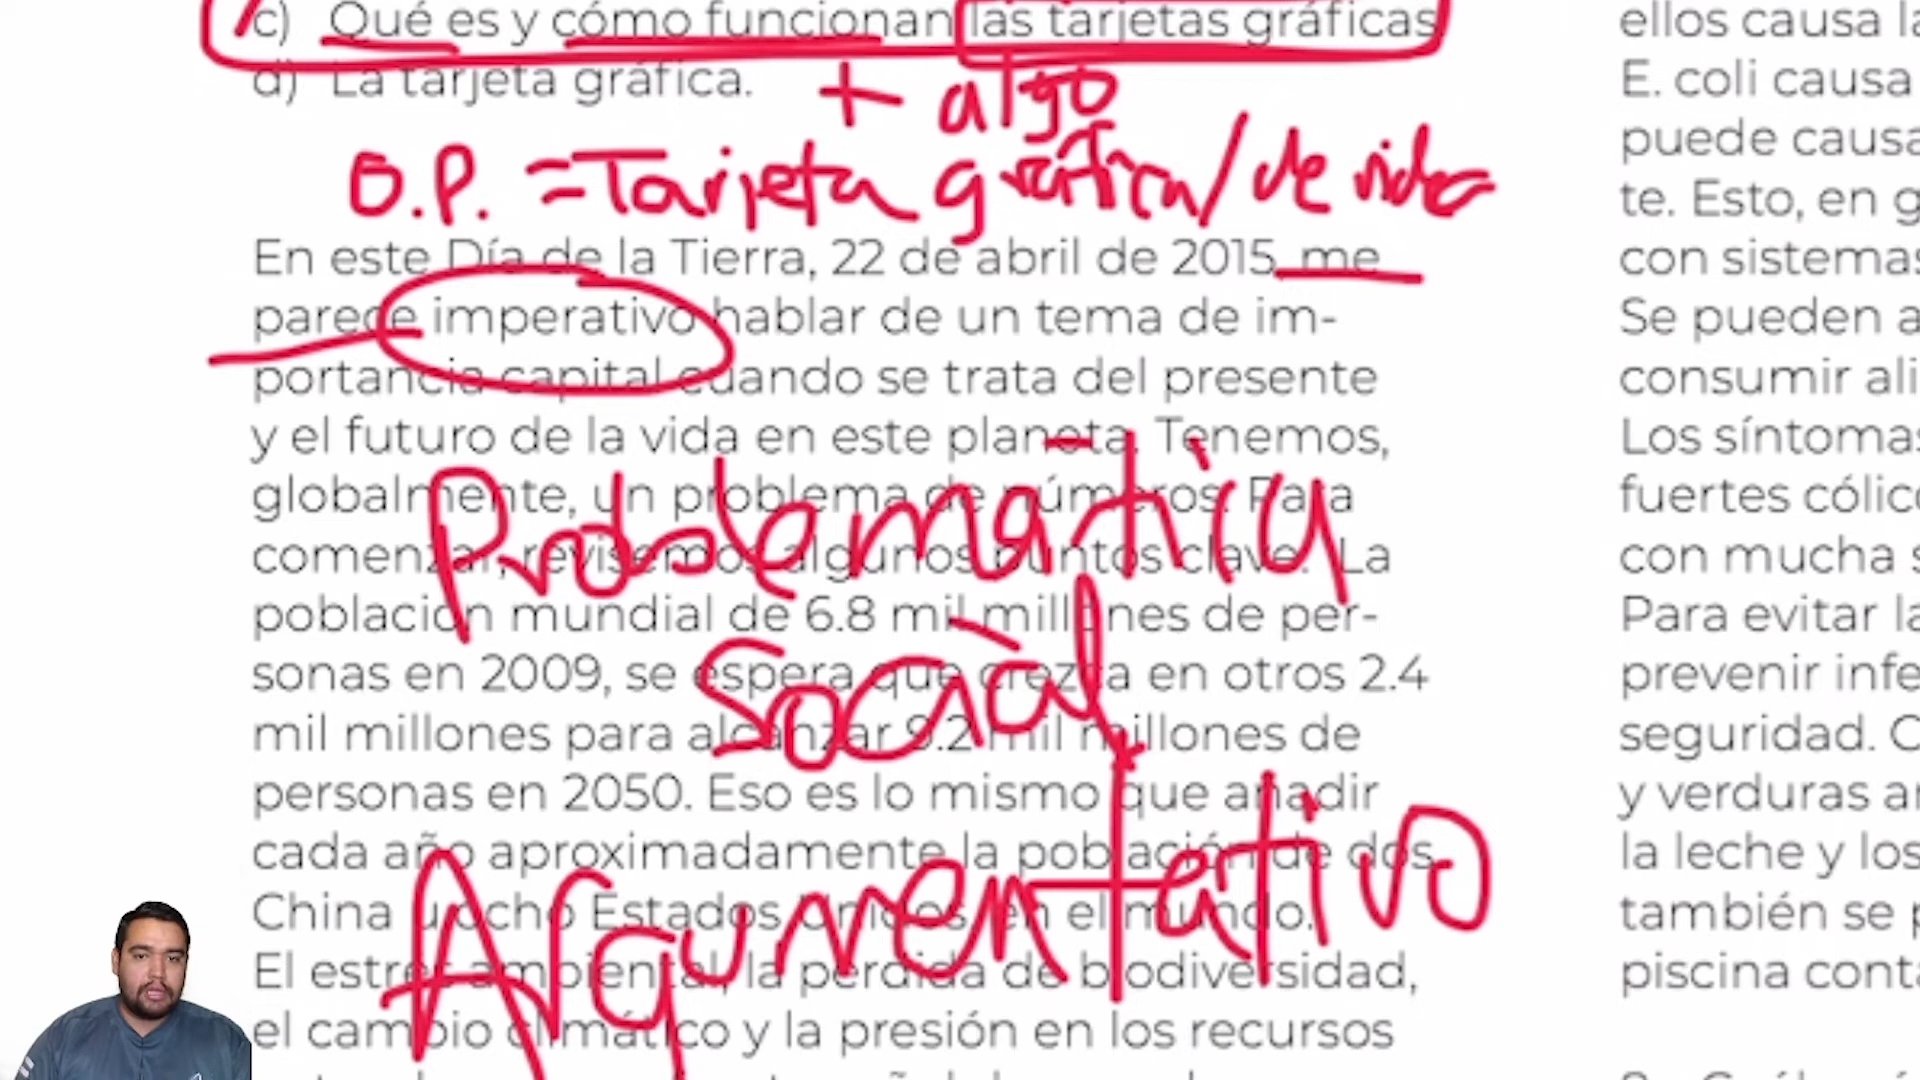 c) Qué es y cómo funcionan las tarjetas gráficas
d) La tarjeta gráfica.
+ algo
O.P. = Tarjeta gráfica/de video
En este Día de la Tierra, 22 de abril de 2015, me
parece imperativo hablar de un tema de im-
portancia capital cuando se trata del presente
y el futuro de la vida en este planeta. Tenemos,
globalmente, un problema de números. Para
comenzar, revisemos algunos puntos clave. La
población mundial de 6.8 mil millones de per-
sonas en 2009, se espera que crezca en otros 2.4
mil millones para alcanzar 9.2 mil millones de
personas en 2050. Eso es lo mismo que añadir
cada año aproximadamente la población de dos
China u ocho Estados Unidos en el mundo.
El estrés ambiental, la pérdida de biodiversidad,
el cambio climático y la presión en los recursos
Problemática
Social
Argumentativo
ellos causa la
E. coli causa
puede causa
te. Esto, en g
con sistemas
Se pueden a
consumir ali
Los síntomas
fuertes cólic
con mucha s
Para evitar la
prevenir infe
seguridad. C
y verduras a
la leche y los
también se p
piscina conta